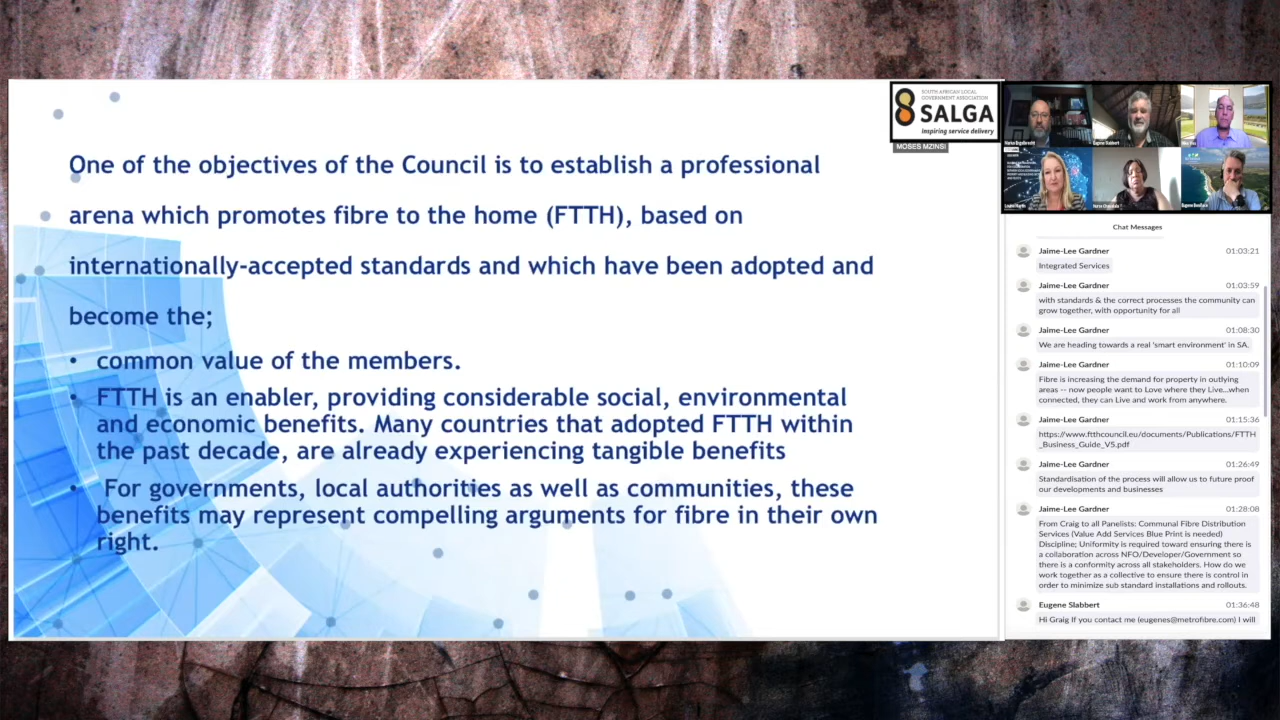 One of the objectives of the Council is to establish a professional
arena which promotes fibre to the home (FTTH), based on
internationally-accepted standards and which have been adopted and
become the;
• common value of the members.
• FTTH is an enabler, providing considerable social, environmental
and economic benefits. Many countries that adopted FTTH within
the past decade, are already experiencing tangible benefits
• For governments, local authorities as well as communities, these
benefits may represent compelling arguments for fibre in their own
right.
SOUTH AFRICAN LOCAL
GOVERNMENT ASSOCIATION
SALGA
Inspiring service delivery
MOSES MZINSI
Eugene Slabbert
Chat Messages
Jaime-Lee Gardner 01:03:21
Integrated Services
Jaime-Lee Gardner 01:03:59
with standards & the correct processes the community can
grow together, with opportunity for all
Jaime-Lee Gardner 01:08:30
We are heading towards a real 'smart environment' in SA.
Jaime-Lee Gardner 01:10:09
Fibre is increasing the demand for property in outlying
areas -- now people want to Love where they Live...when
connected, they can Live and work from anywhere.
Jaime-Lee Gardner 01:15:36
https://www.ftthcouncil.eu/documents/Publications/FTTH
_Business_Guide_V5.pdf
Jaime-Lee Gardner 01:26:49
Standardisation of the process will allow us to future proof
our developments and businesses
Jaime-Lee Gardner 01:28:08
From Craig to all Panelists: Communal Fibre Distribution
Services (Value Add Services Blue Print is needed)
Discipline; Uniformity is required toward ensuring there is
a collaboration across NFO/Developer/Government so
there is a conformity across all stakeholders. How do we
work together as a collective to ensure there is control in
order to minimize sub standard installations and rollouts.
Eugene Slabbert 01:36:48
Hi Graig If you contact me (eugenes@metrofibre.com) I will